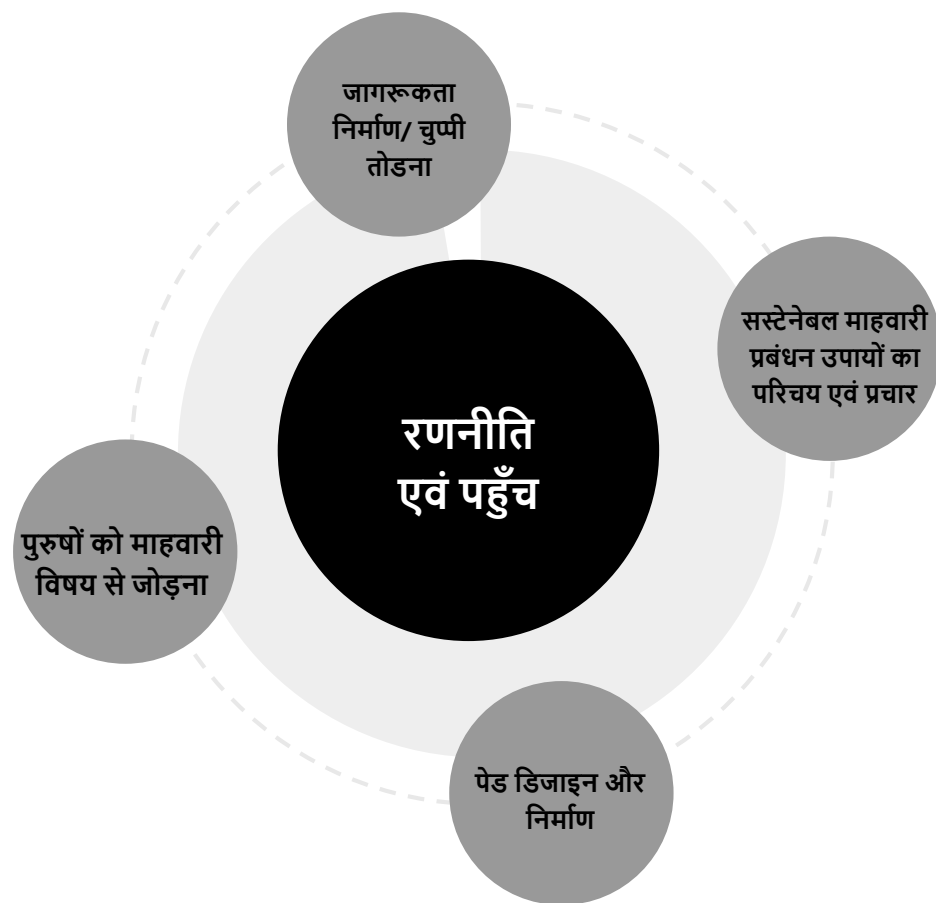 जागरूकता
निर्माण/ चुप्पी
तोडना
सस्टेनेबल माहवारी
प्रबंधन उपायों का
परिचय एवं प्रचार
रणनीति
एवं पहुँच
पुरुषों को माहवारी
विषय से जोड़ना
पेड डिजाइन और
निर्माण